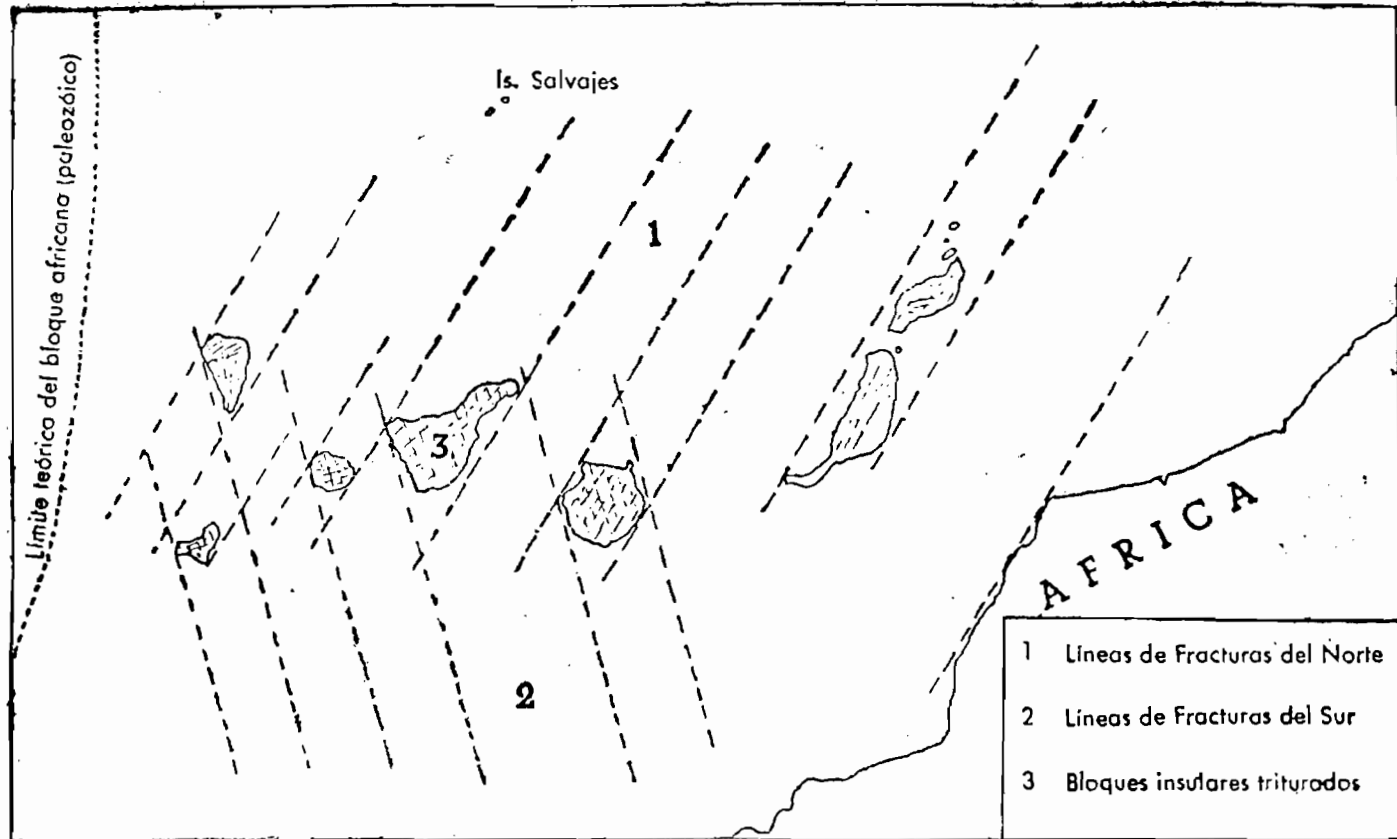 Límite teórico del bloque africano (paleozóico)
Is. Salvajes
1
3
2
AFRICA
1 Líneas de Fracturas del Norte
2 Líneas de Fracturas del Sur
3 Bloques insulares triturados